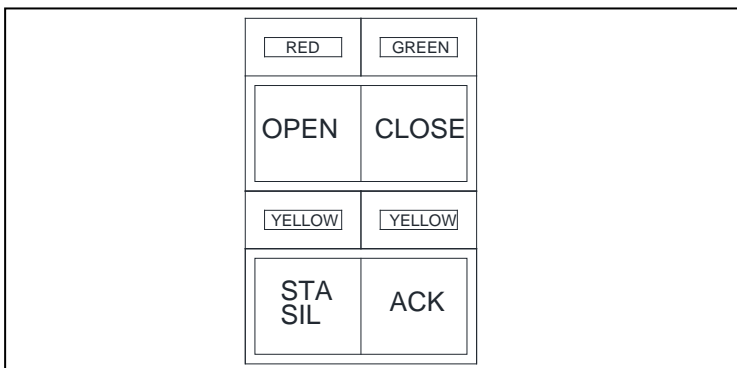 RED GREEN
OPEN CLOSE
YELLOW YELLOW
STA
SIL
ACK